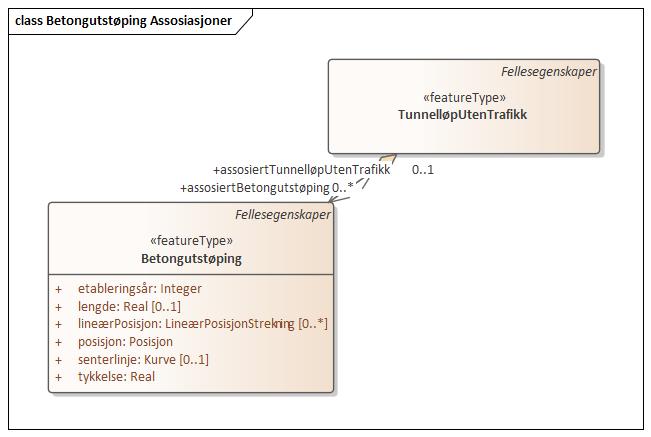 class Betongutstøping Assosiasjoner
Fellesegenskaper
«featureType»
TunnelløpUtenTrafikk
+assosiertTunnelløpUtenTrafikk 0..1
+assosiertBetongutstøping 0..*
Fellesegenskaper
«featureType»
Betongutstøping
+ etableringsår: Integer
+ lengde: Real [0..1]
+ lineærPosisjon: LineærPosisjonStrekning [0..*]
+ posisjon: Posisjon
+ senterlinje: Kurve [0..1]
+ tykkelse: Real